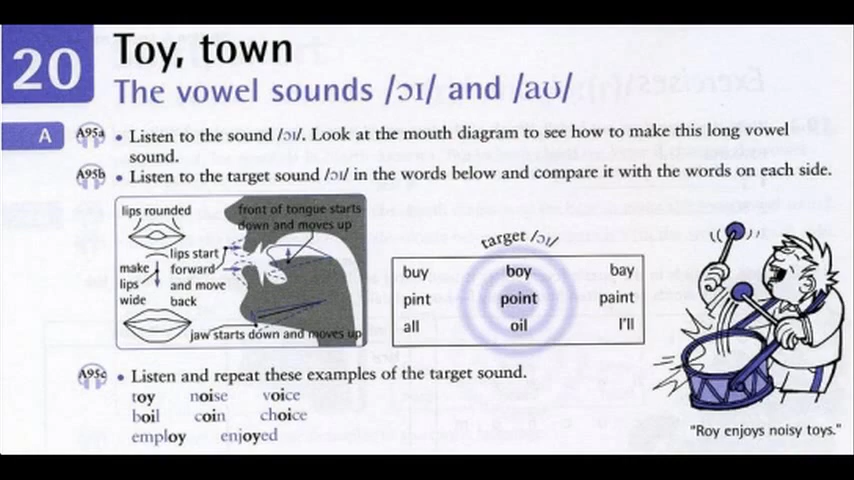 20
Toy, town
The vowel sounds /ɔɪ/ and /aʊ/
A
A95a • Listen to the sound /ɔɪ/. Look at the mouth diagram to see how to make this long vowel
sound.
A95b • Listen to the target sound /ɔɪ/ in the words below and compare it with the words on each side.
lips rounded
make
lips
wide
lips start
forward
and move
back
front of tongue starts
down and moves up
jaw starts down and moves up
target /ɔɪ/
buy boy bay
pint point paint
all oil I'll
A95c • Listen and repeat these examples of the target sound.
toy noise voice
boil coin choice
employ enjoyed
"Roy enjoys noisy toys."